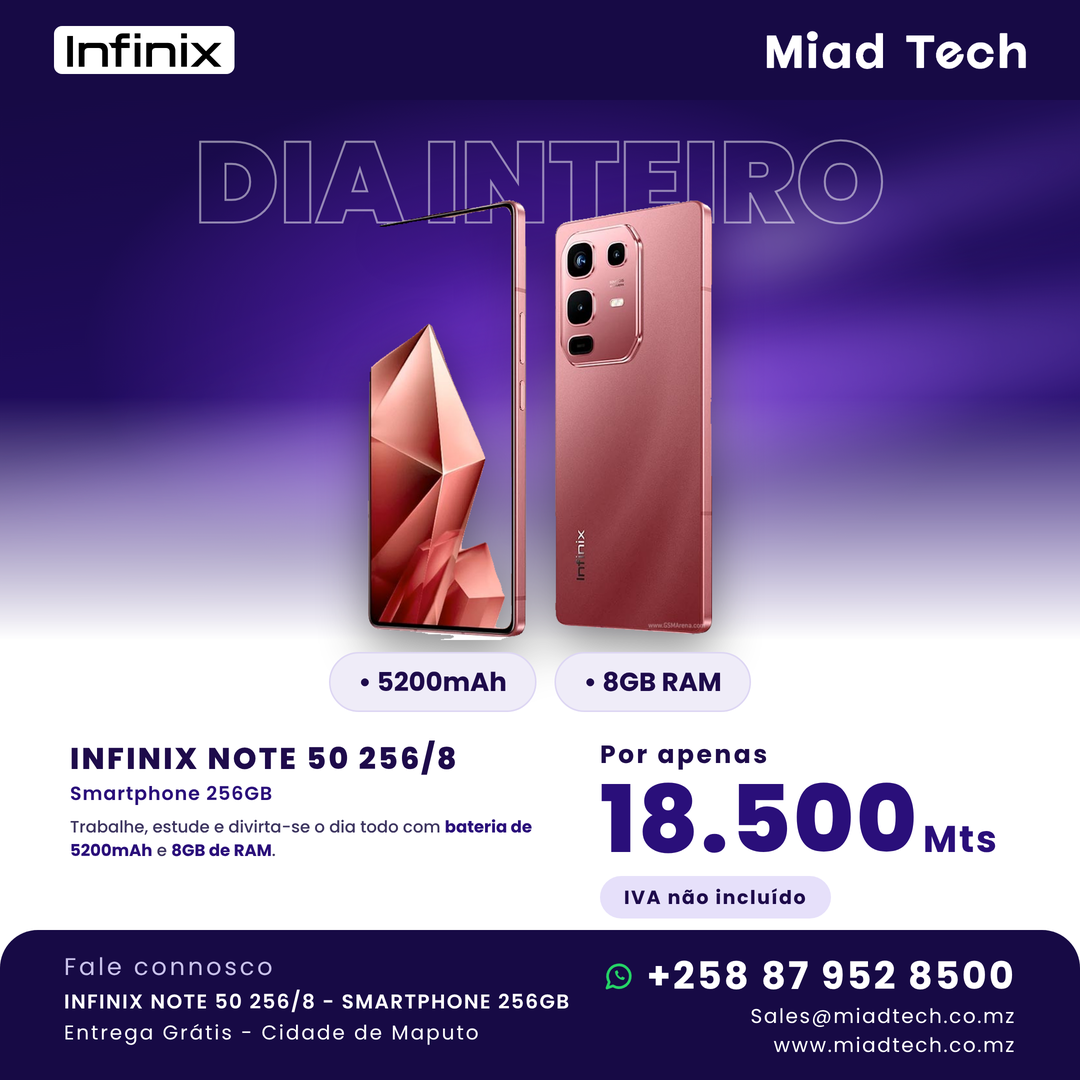 Infinix
Miad Tech
DIA INTEIRO
Infinix
www.GSMArena.com
• 5200mAh
• 8GB RAM
INFINIX NOTE 50 256/8
Smartphone 256GB
Trabalhe, estude e divirta-se o dia todo com bateria de
5200mAh e 8GB de RAM.
Por apenas
18.500 Mts
IVA não incluído
Fale connosco
INFINIX NOTE 50 256/8 - SMARTPHONE 256GB
Entrega Grátis - Cidade de Maputo
+258 87 952 8500
Sales@miadtech.co.mz
www.miadtech.co.mz